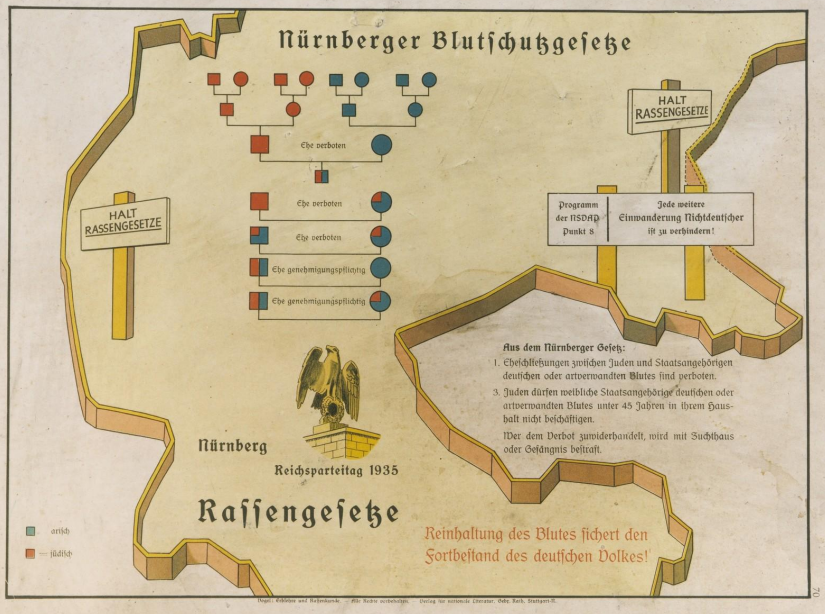 Nürnberger Blutschutzgesetze
Ehe verboten
Ehe verboten
Ehe verboten
Ehe genehmigungspflichtig
Ehe genehmigungspflichtig
HALT
RASSENGESETZE
HALT
RASSENGESETZE
Programm
der NSDAP
Punkt 8
Jede weitere
Einwanderung Nichtdeutscher
ist zu verhindern!
Aus dem Nürnberger Gesetz:
1. Eheschließungen zwischen Juden und Staatsangehörigen
deutschen oder artverwandten Blutes sind verboten.
3. Juden dürfen weibliche Staatsangehörige deutschen oder
artverwandten Blutes unter 45 Jahren in ihrem Haus-
halt nicht beschäftigen.
Wer dem Verbot zuwiderhandelt, wird mit Zuchthaus
oder Gefängnis bestraft.
Nürnberg
Reichsparteitag 1935
Rassengesetze
Reinhaltung des Blutes sichert den
Fortbestand des deutschen Volkes!
arisch
= jüdisch
Vogel: Erblehre und Rassenkunde. – Alle Rechte vorbehalten. – Verlag für nationale Literatur, Gebr. Rath, Stuttgart-N.
70